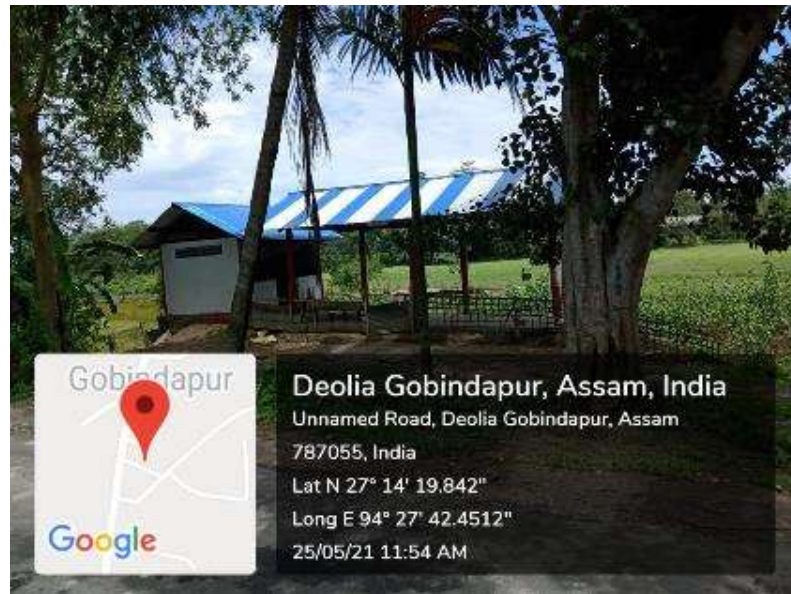 Gobindapur
Google
Deolia Gobindapur, Assam, India
Unnamed Road, Deolia Gobindapur, Assam
787055, India
Lat N 27° 14' 19.842"
Long E 94° 27' 42.4512"
25/05/21 11:54 AM